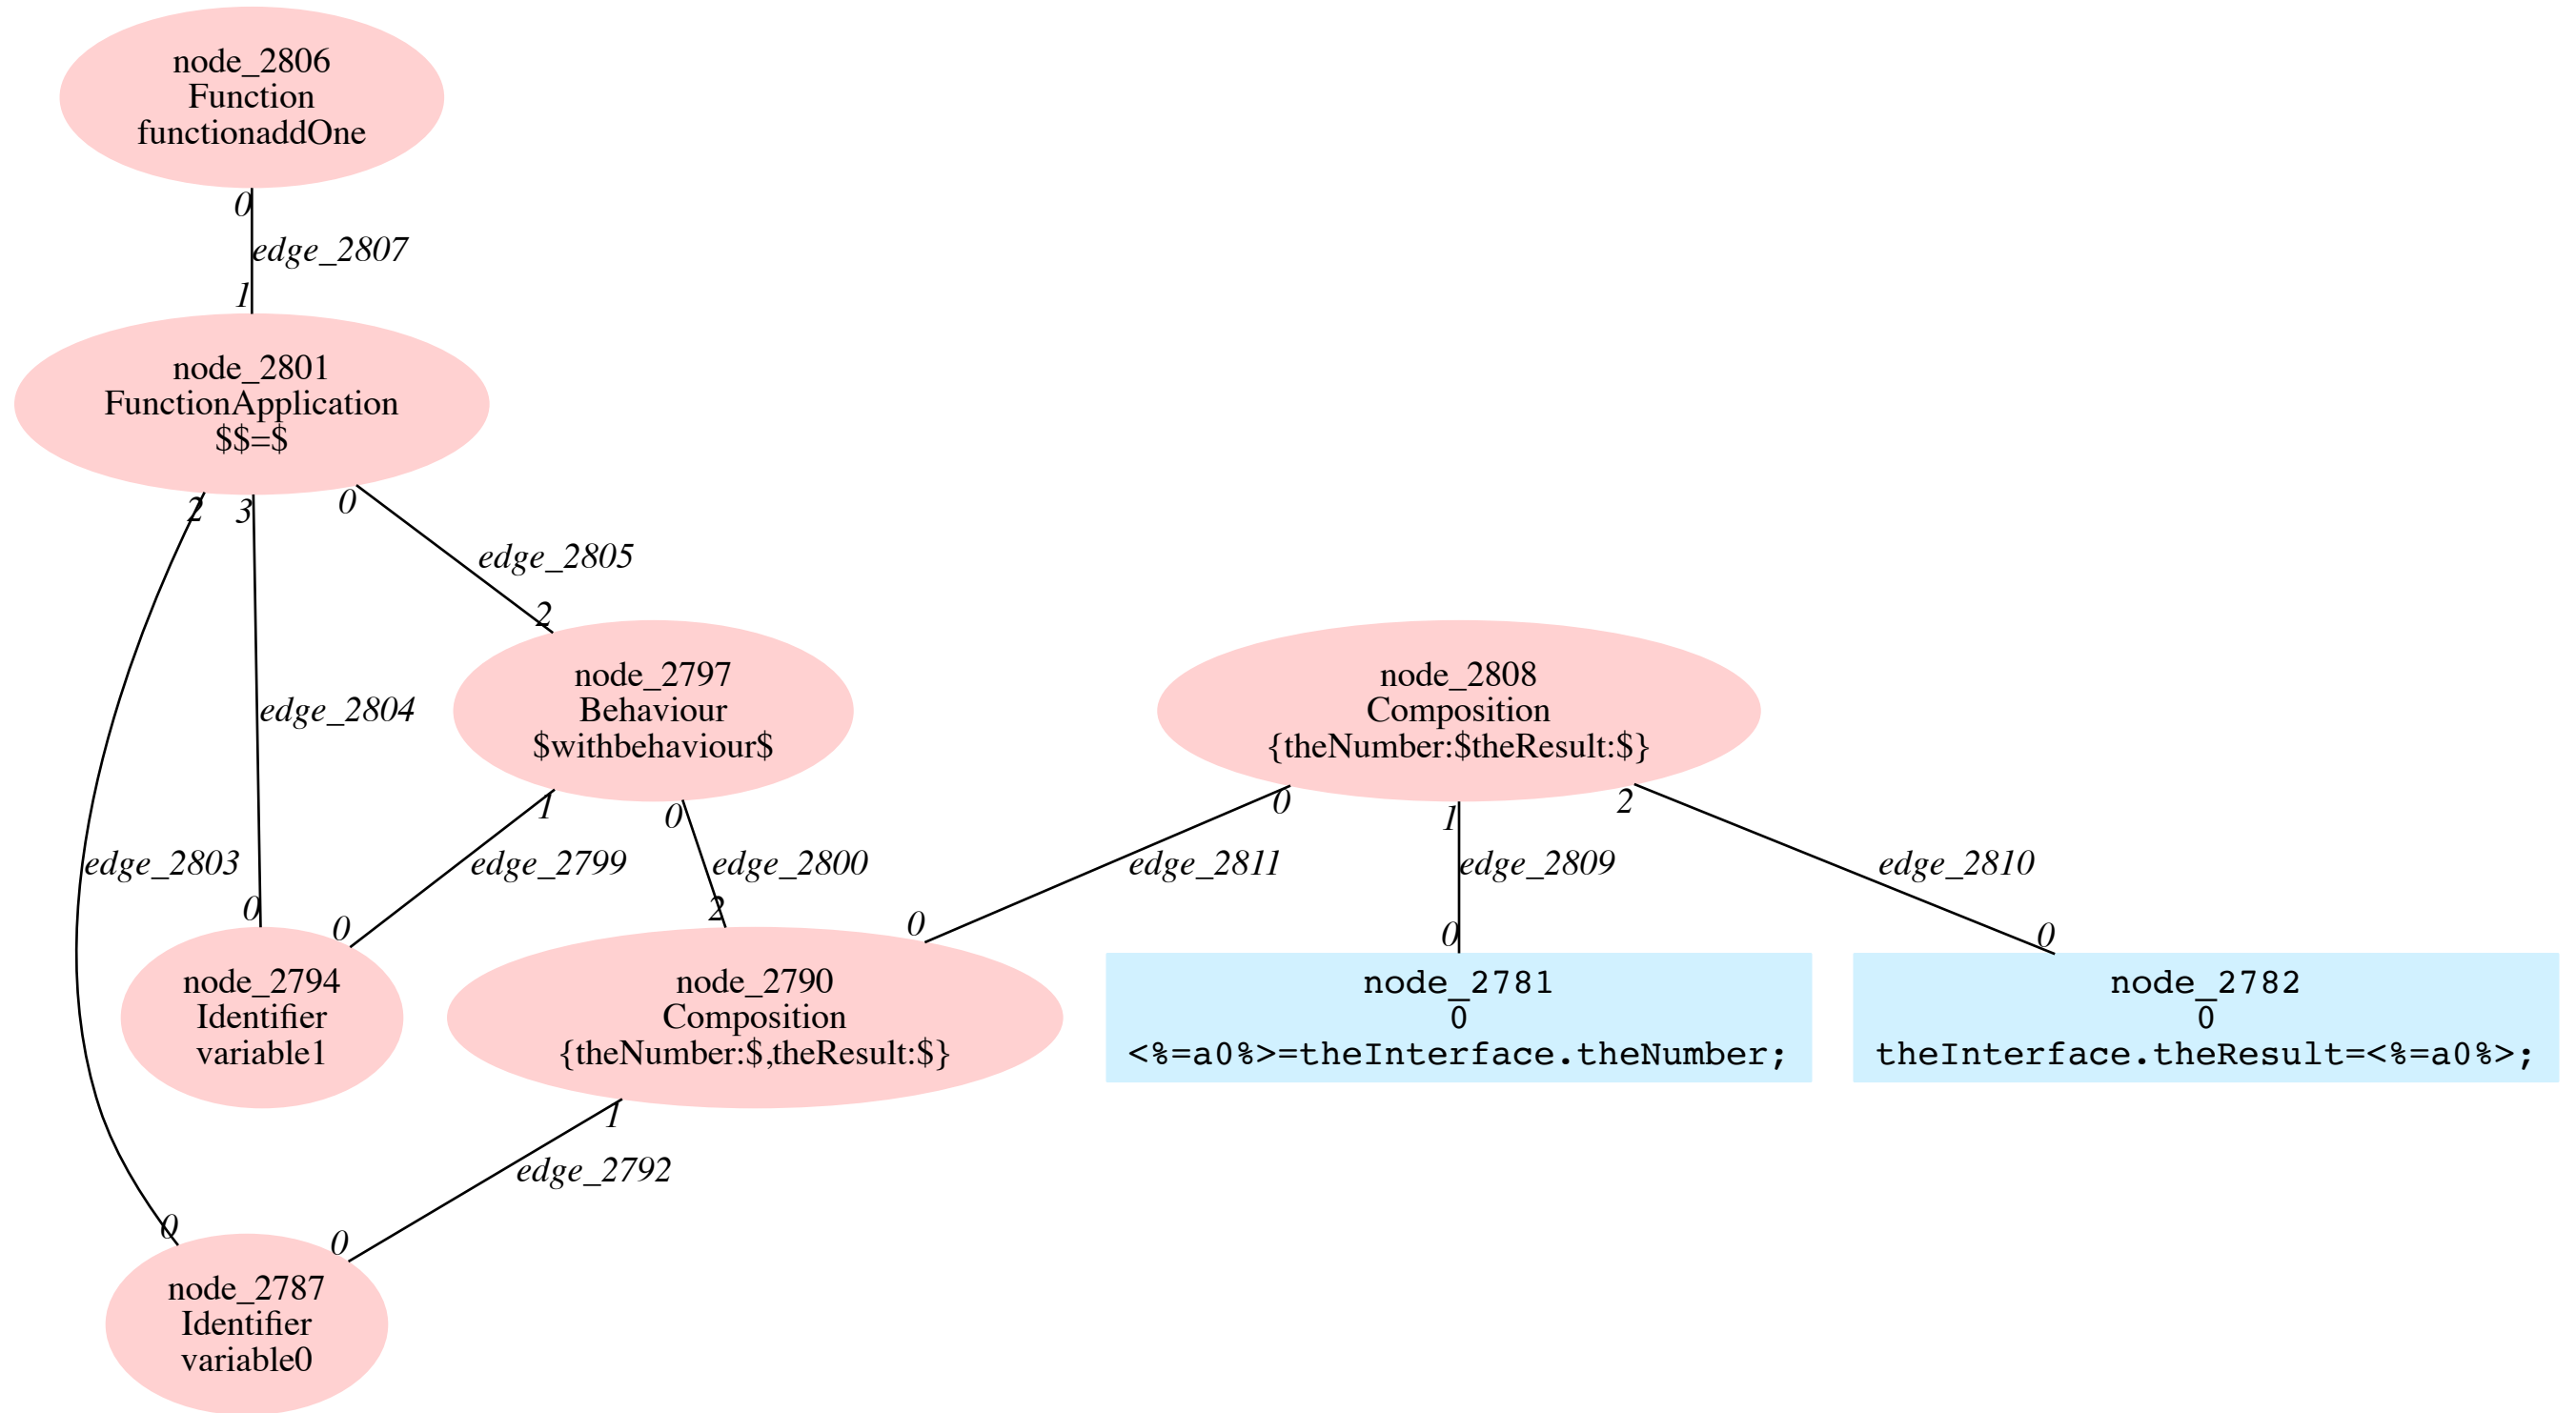 node_2806
Function
functionaddOne
0
edge_2807
1
node_2801
FunctionApplication
$$=$
2
3
0
edge_2805
2
node_2797
Behaviour
$withbehaviour$
node_2808
Composition
{theNumber:$theResult:$}
edge_2804
1
0
0
1
2
edge_2803
edge_2799
edge_2800
edge_2811
edge_2809
edge_2810
0
0
2
0
0
0
node_2794
Identifier
variable1
node_2790
Composition
{theNumber:$,theResult:$}
node_2781
0
<%=a0%>=theInterface.theNumber;
node_2782
0
theInterface.theResult=<%=a0%>;
1
edge_2792
0
0
node_2787
Identifier
variable0